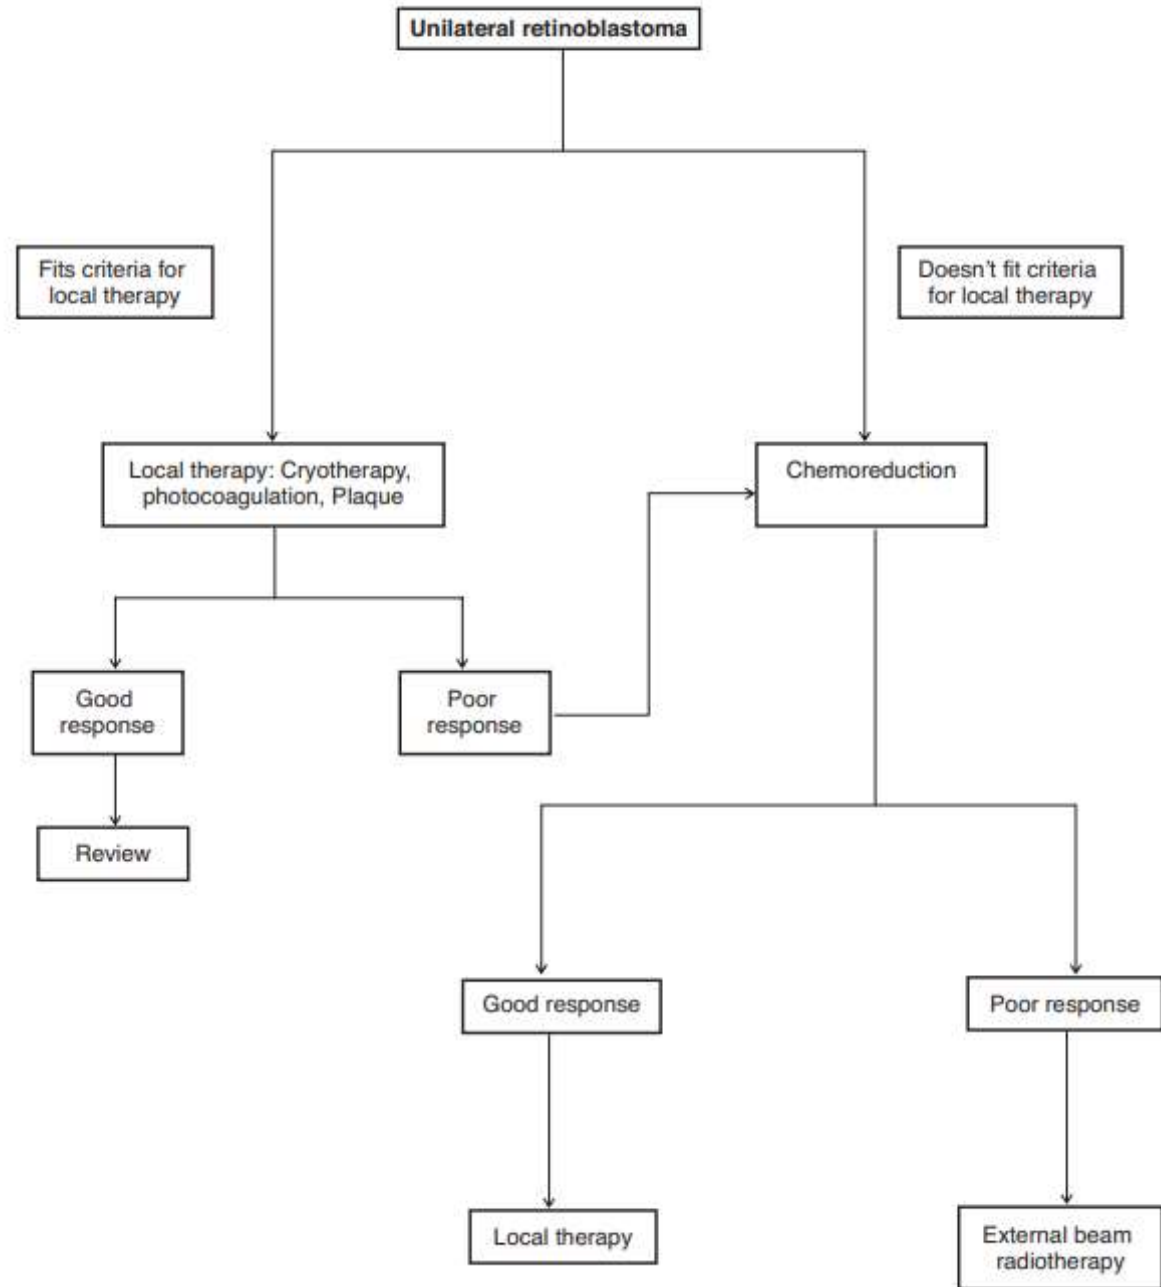 Unilateral retinoblastoma
Fits criteria for
local therapy
Doesn't fit criteria
for local therapy
Local therapy: Cryotherapy,
photocoagulation, Plaque
Chemoreduction
Good
response
Poor
response
Review
Good response
Poor response
Local therapy
External beam
radiotherapy